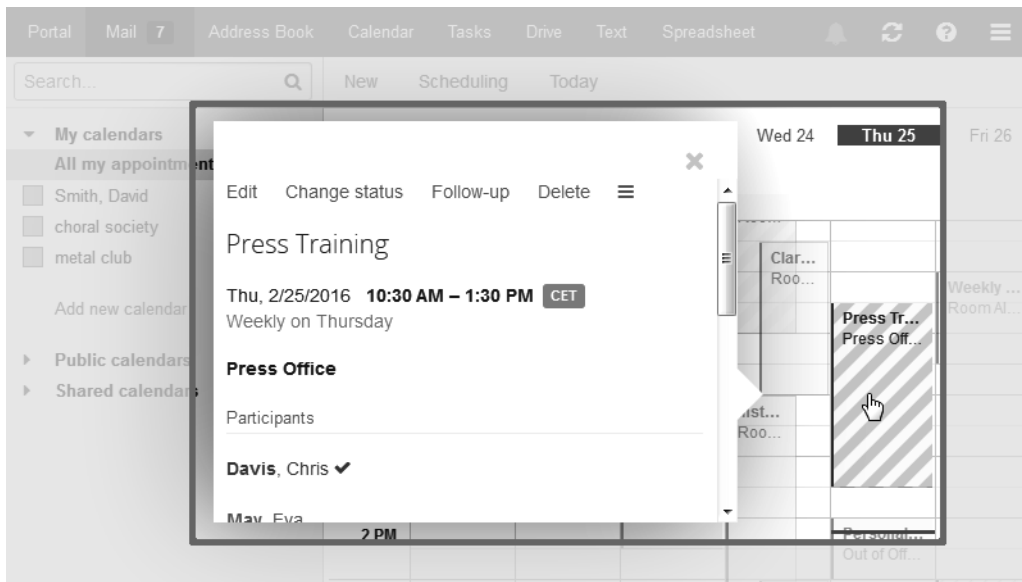 Portal Mail 7 Address Book Calendar Tasks Drive Text Spreadsheet
Search... New Scheduling Today
My calendars
All my appointment
Smith, David
choral society
metal club
Add new calendar
Public calendars
Shared calendars
Edit Change status Follow-up Delete
Press Training
Thu, 2/25/2016 10:30 AM – 1:30 PM CET
Weekly on Thursday
Press Office
Participants
Davis, Chris
May, Eva
2 PM
Wed 24 Thu 25 Fri 26
Clar...
Roo...
Press Tr...
Press Off...
Weekly ...
Room Al...
Roo...
Personal...
Out of Off...